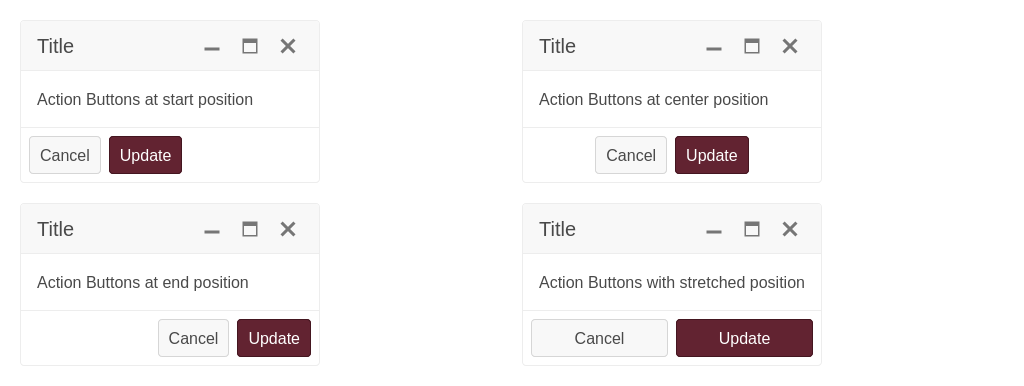 Title
Action Buttons at start position
Cancel Update
Title
Action Buttons at center position
Cancel Update
Title
Action Buttons at end position
Cancel Update
Title
Action Buttons with stretched position
Cancel Update